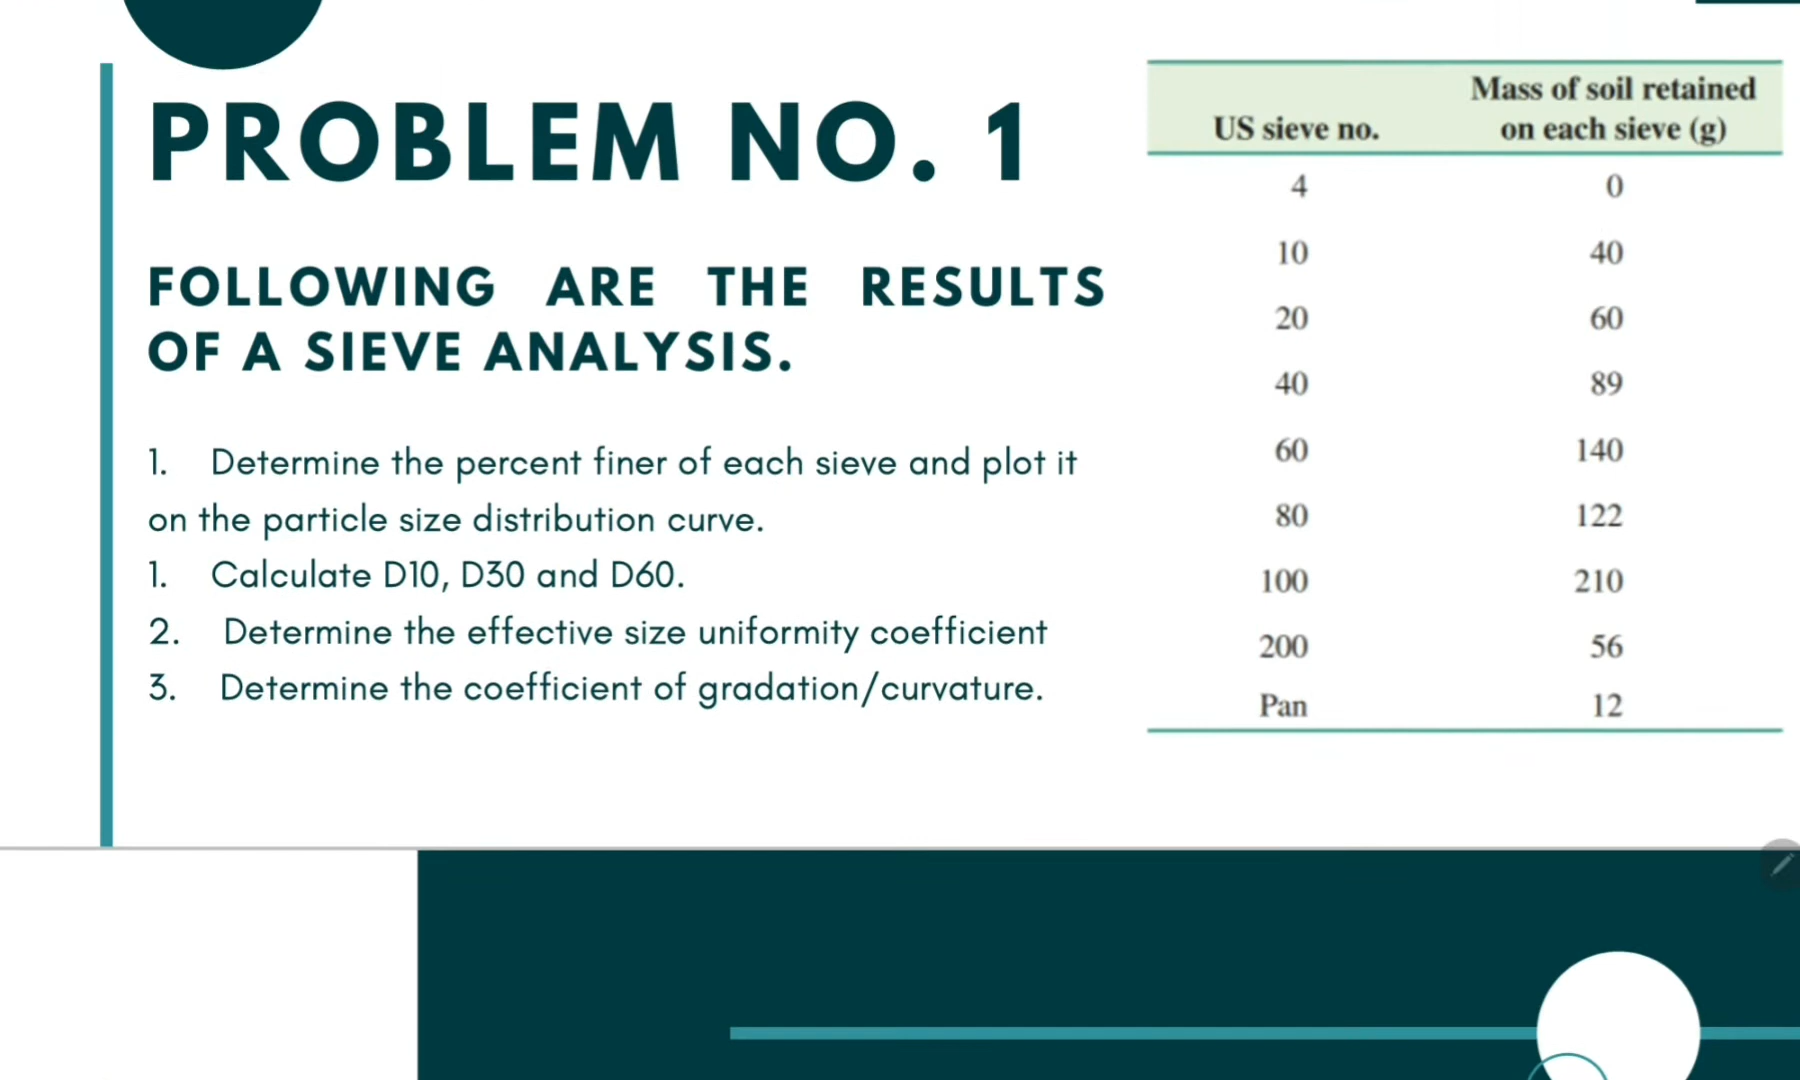 PROBLEM NO. 1
FOLLOWING ARE THE RESULTS
OF A SIEVE ANALYSIS.
1. Determine the percent finer of each sieve and plot it
on the particle size distribution curve.
1. Calculate D10, D30 and D60.
2. Determine the effective size uniformity coefficient
3. Determine the coefficient of gradation/curvature.
Mass of soil retained
US sieve no. on each sieve (g)
4 0
10 40
20 60
40 89
60 140
80 122
100 210
200 56
Pan 12